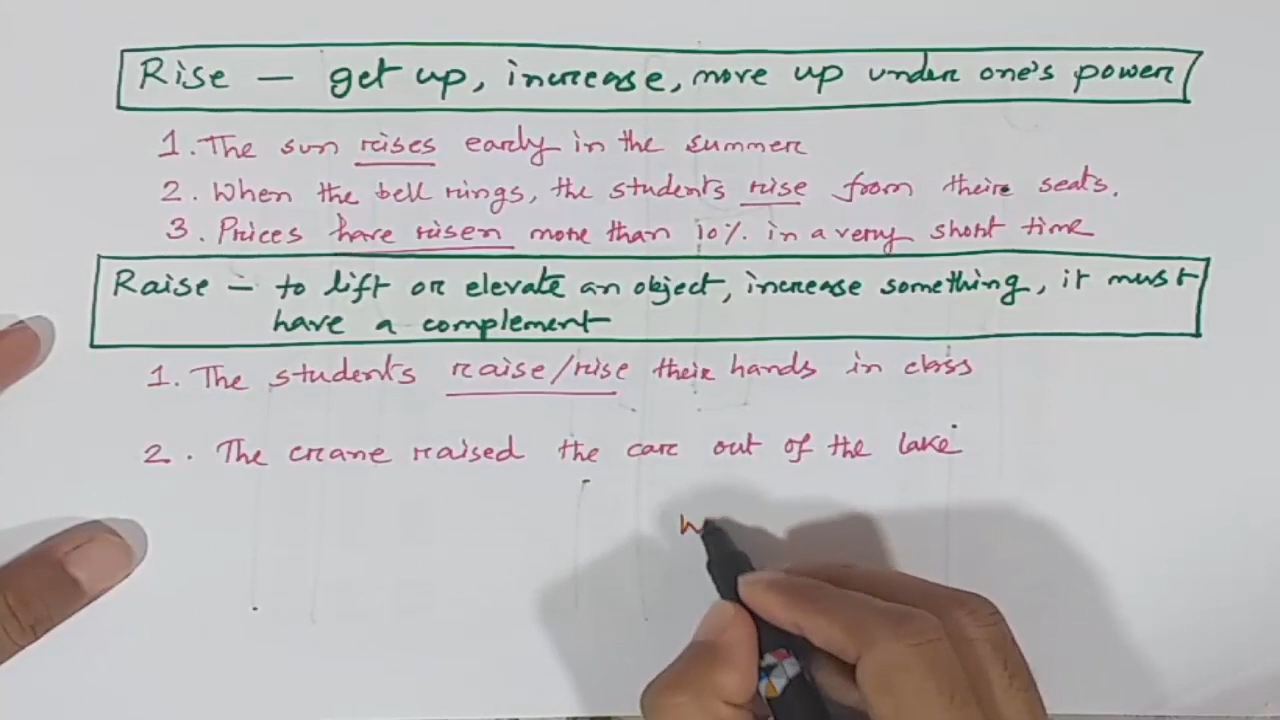 Rise – get up, increase, move up under one's power
1. The sun rises early in the summer
2. When the bell rings, the students rise from their seats.
3. Prices have risen more than 10% in a very short time
Raise – to lift or elevate an object, increase something, it must
have a complement
1. The students raise/rise their hands in class
2. The crane raised the car out of the lake